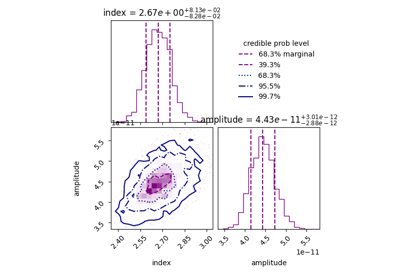 index = 2.67e+00 +8.13e−02 −8.28e−02
credible prob level
68.3% marginal
39.3%
68.3%
95.5%
99.7%
1e−11
amplitude = 4.43e−11 +3.01e−12 −2.88e−12
amplitude
5.5
5.0
4.5
4.0
3.5
2.40
2.55
2.70
2.85
3.00
index
3.5
4.0
4.5
5.0
5.5
1e−11
amplitude